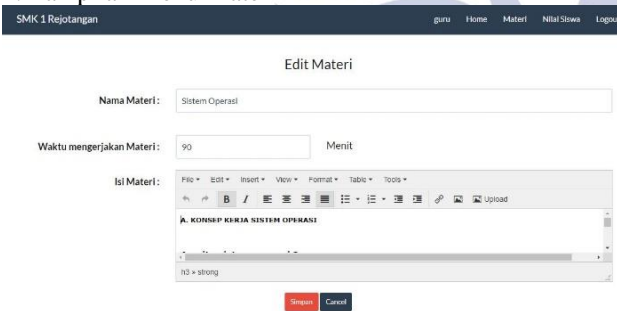 SMK 1 Rejotangan
guru Home Materi Nilai Siswa Logou
Edit Materi
Nama Materi : Sistem Operasi
Waktu mengerjakan Materi : 90 Menit
Isi Materi :
File Edit Insert View Format Table Tools
B I Upload
A. KONSEP KERJA SISTEM OPERASI
h3 » strong
Simpan Cancel